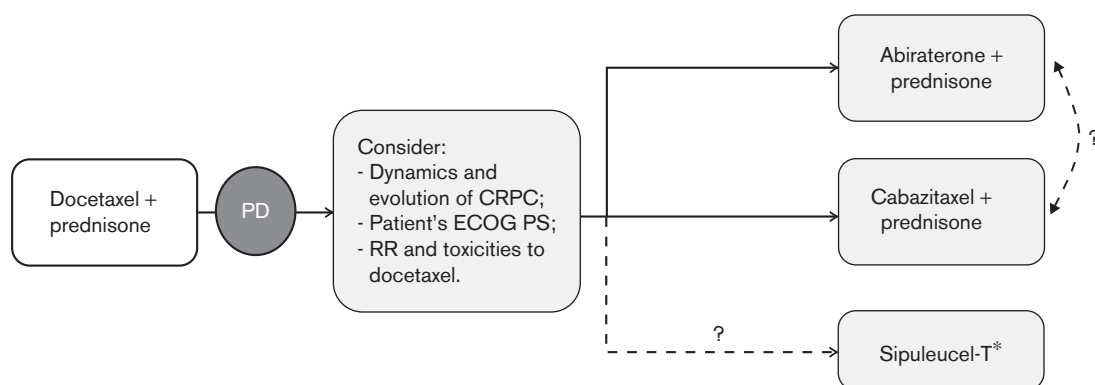 Docetaxel +
prednisone
PD
Consider:
- Dynamics and
evolution of CRPC;
- Patient's ECOG PS;
- RR and toxicities to
docetaxel.
Abiraterone +
prednisone
?
Cabazitaxel +
prednisone
?
Sipuleucel-T*